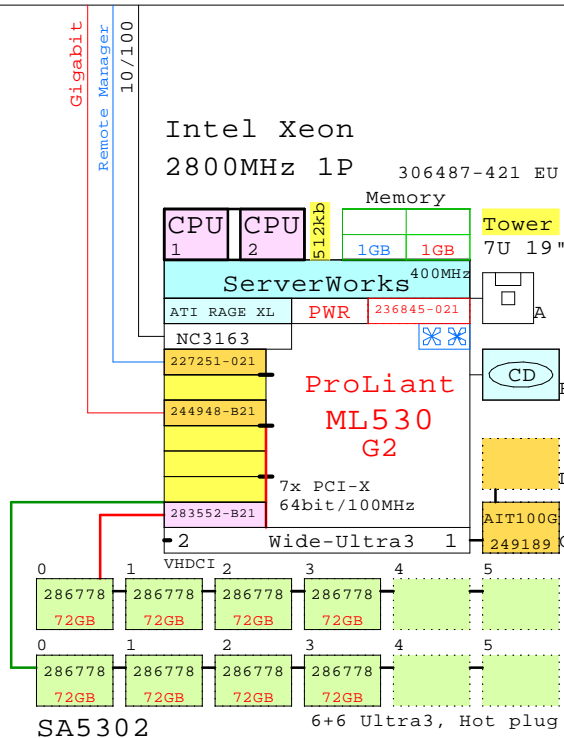 Gigabit
Remote Manager
10/100
Intel Xeon
2800MHz 1P
306487-421 EU
Memory
CPU
1
CPU
2
512kb
1GB
1GB
Tower
7U 19"
ServerWorks
400MHz
ATI RAGE XL
PWR
236845-021
A
NC3163
227251-021
CD
ProLiant
ML530
G2
244948-B21
7x PCI-X
64bit/100MHz
283552-B21
AIT100G
249189
2
Wide-Ultra3
1
VHDCI
0
1
2
3
4
5
286778
72GB
286778
72GB
286778
72GB
286778
72GB
0
1
2
3
4
5
286778
72GB
286778
72GB
286778
72GB
286778
72GB
SA5302
6+6 Ultra3, Hot plug